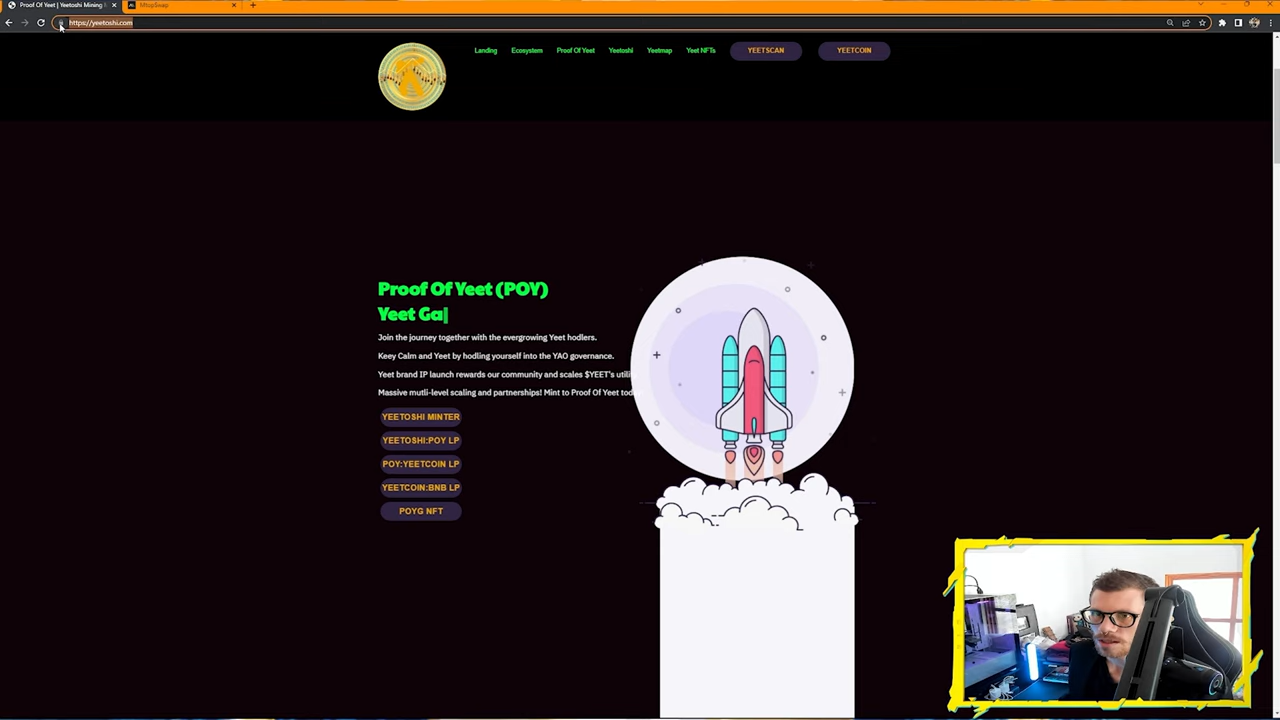 Proof Of Yeet | Yeetoshi Mining
MtopSwap
https://yeetoshi.com
Landing
Ecosystem
Proof Of Yeet
Yeetoshi
Yeetmap
Yeet NFTs
YEETSCAN
YEETCOIN
Proof Of Yeet (POY)
Yeet Ga|
Join the journey together with the evergrowing Yeet hodlers.
Keey Calm and Yeet by hodling yourself into the YAO governance.
Yeet brand IP launch rewards our community and scales $YEET's utili
Massive mutli-level scaling and partnerships! Mint to Proof Of Yeet tod
YEETOSHI MINTER
YEETOSHI:POY LP
POY:YEETCOIN LP
YEETCOIN:BNB LP
POYG NFT